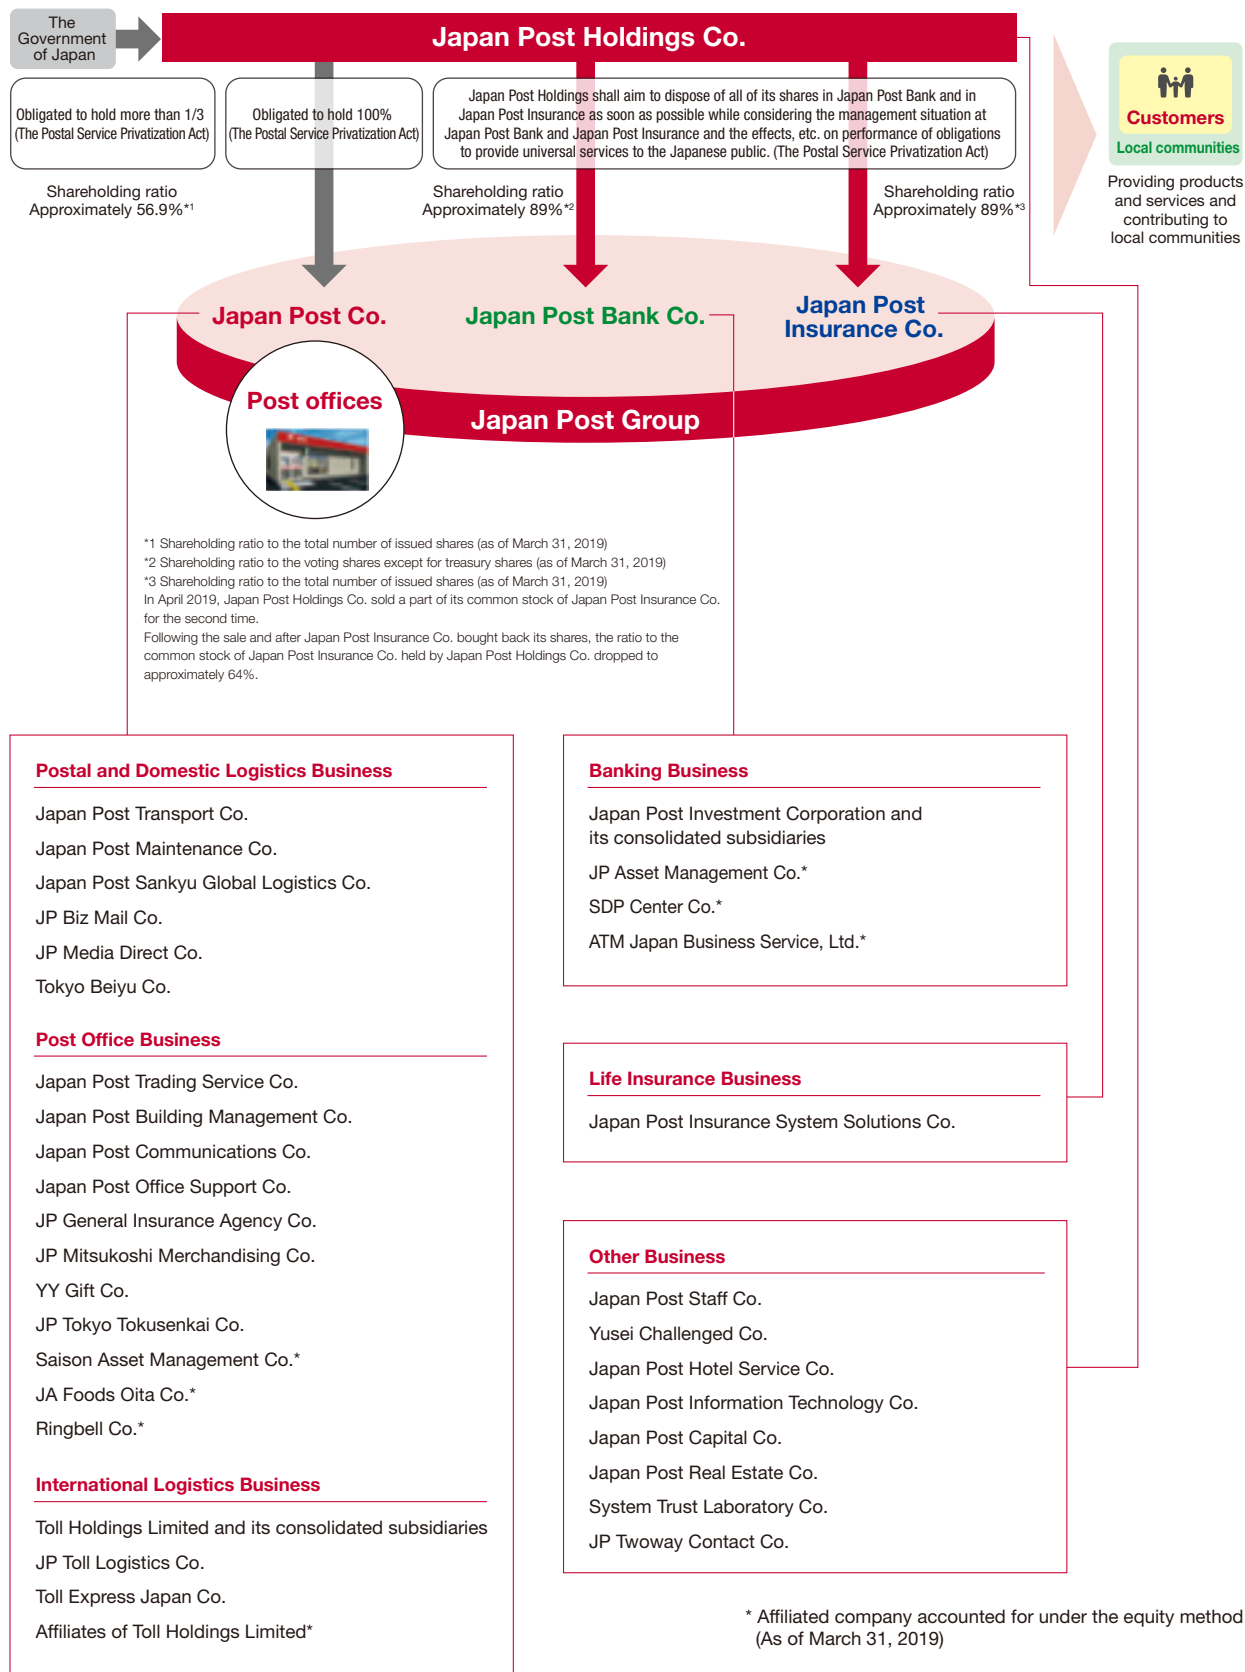 The
Government
of Japan
Japan Post Holdings Co.
Obligated to hold more than 1/3
(The Postal Service Privatization Act)
Obligated to hold 100%
(The Postal Service Privatization Act)
Japan Post Holdings shall aim to dispose of all of its shares in Japan Post Bank and in
Japan Post Insurance as soon as possible while considering the management situation at
Japan Post Bank and Japan Post Insurance and the effects, etc. on performance of obligations
to provide universal services to the Japanese public. (The Postal Service Privatization Act)
Customers
Local communities
Providing products
and services and
contributing to
local communities
Shareholding ratio
Approximately 56.9%*1
Shareholding ratio
Approximately 89%*2
Shareholding ratio
Approximately 89%*3
Japan Post Co.
Japan Post Bank Co.
Japan Post
Insurance Co.
Post offices
Japan Post Group
*1 Shareholding ratio to the total number of issued shares (as of March 31, 2019)
*2 Shareholding ratio to the voting shares except for treasury shares (as of March 31, 2019)
*3 Shareholding ratio to the total number of issued shares (as of March 31, 2019)
In April 2019, Japan Post Holdings Co. sold a part of its common stock of Japan Post Insurance Co.
for the second time.
Following the sale and after Japan Post Insurance Co. bought back its shares, the ratio to the
common stock of Japan Post Insurance Co. held by Japan Post Holdings Co. dropped to
approximately 64%.
Postal and Domestic Logistics Business
Japan Post Transport Co.
Japan Post Maintenance Co.
Japan Post Sankyu Global Logistics Co.
JP Biz Mail Co.
JP Media Direct Co.
Tokyo Beiyu Co.
Post Office Business
Japan Post Trading Service Co.
Japan Post Building Management Co.
Japan Post Communications Co.
Japan Post Office Support Co.
JP General Insurance Agency Co.
JP Mitsukoshi Merchandising Co.
YY Gift Co.
JP Tokyo Tokusenkai Co.
Saison Asset Management Co.*
JA Foods Oita Co.*
Ringbell Co.*
International Logistics Business
Toll Holdings Limited and its consolidated subsidiaries
JP Toll Logistics Co.
Toll Express Japan Co.
Affiliates of Toll Holdings Limited*
Banking Business
Japan Post Investment Corporation and
its consolidated subsidiaries
JP Asset Management Co.*
SDP Center Co.*
ATM Japan Business Service, Ltd.*
Life Insurance Business
Japan Post Insurance System Solutions Co.
Other Business
Japan Post Staff Co.
Yusei Challenged Co.
Japan Post Hotel Service Co.
Japan Post Information Technology Co.
Japan Post Capital Co.
Japan Post Real Estate Co.
System Trust Laboratory Co.
JP Twoway Contact Co.
* Affiliated company accounted for under the equity method
(As of March 31, 2019)